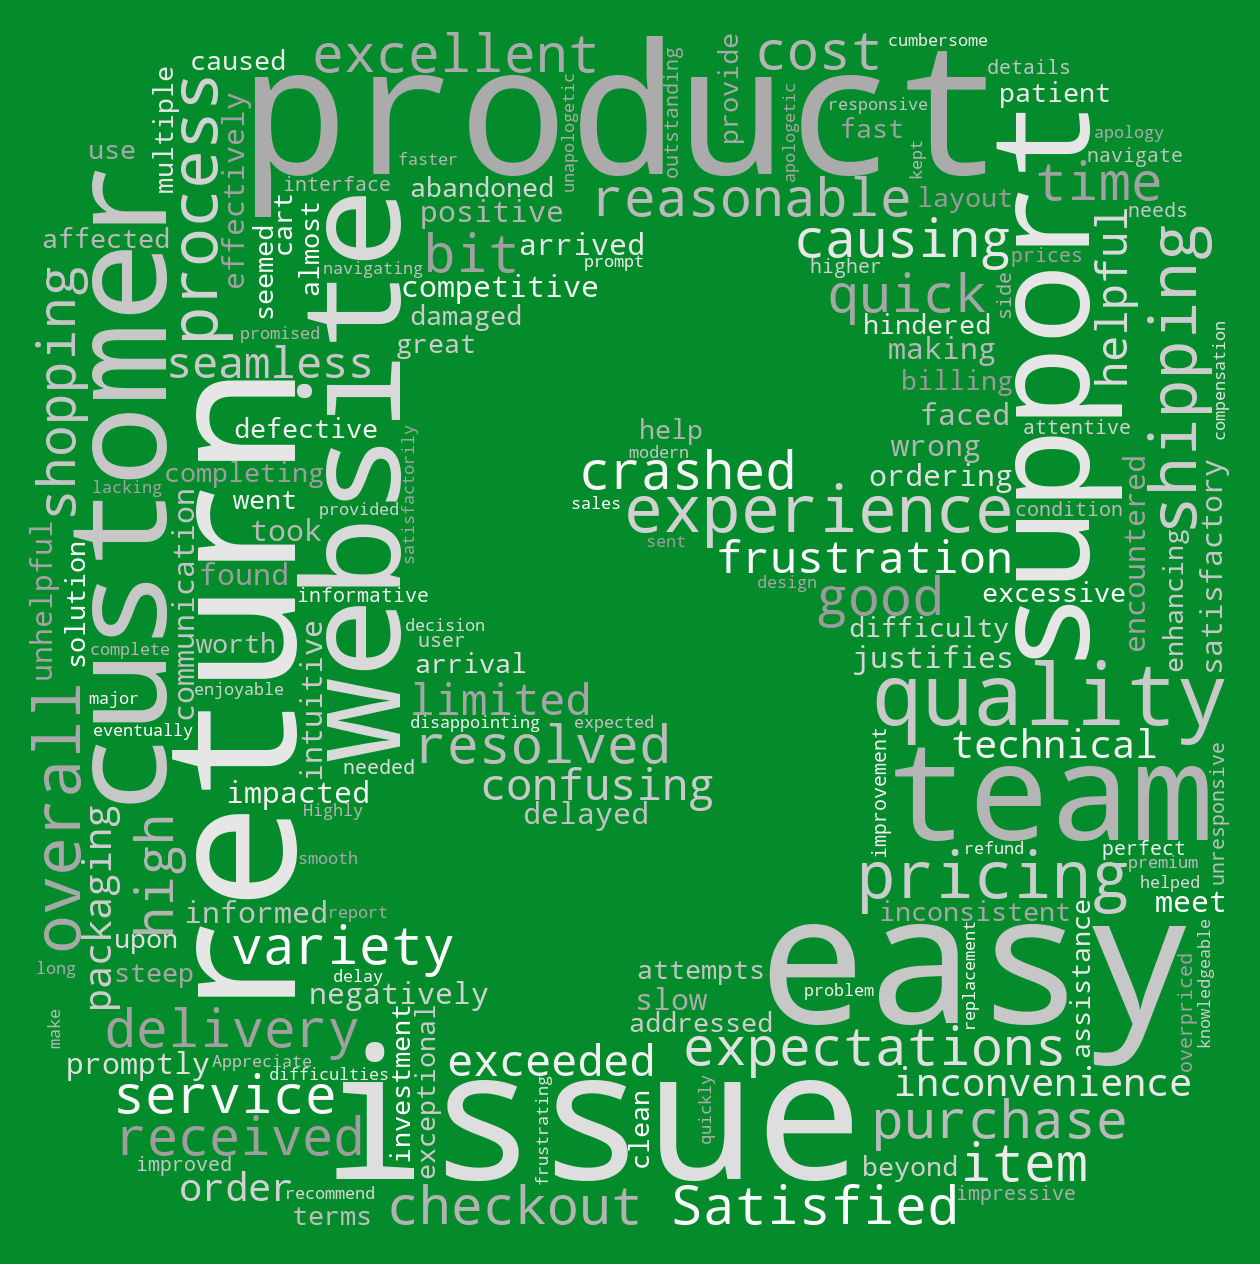 product
excellent
cost
cumbersome
caused
details
process
multiple
effectively
unapologetic
outstanding
provide
apologetic
responsive
fast
kept
patient
support
apology
navigate
use
faster
interface
abandoned
reasonable
layout
time
needs
customer
affected
seemed
cart
almost
website
positive
bit
arrived
prompt
causing
higher
prices
side
helpful
shipping
shopping
navigating
competitive
quick
promised
damaged
hindered
great
making
seamless
billing
compensation
return
defective
faced
attentive
help
wrong
modern
completing
satisfactorily
crashed
ordering
lacking
went
provided
sales
experience
condition
encountered
satisfactory
took
sent
frustration
unhelpful
solution
communication
found
informative
design
good
excessive
enhancing
decision
difficulty
complete
worth
user
intuitive
arrival
justifies
enjoyable
limited
quality
overall
major
eventually
disappointing
expected
resolved
technical
needed
improvement
impacted
confusing
team
unresponsive
Highly
delayed
packaging
high
smooth
refund
perfect
premium
pricing
helped
informed
report
inconsistent
meet
upon
variety
easy
long
steep
delay
attempts
replacement
assistance
overpriced
knowledgeable
negatively
problem
slow
make
delivery
investment
exceptional
addressed
promptly
Appreciate
difficulties
exceeded
expectations
service
issue
frustrating
clean
quickly
inconvenience
received
purchase
improved
beyond
item
order
recommend
checkout
Satisfied
impressive
terms